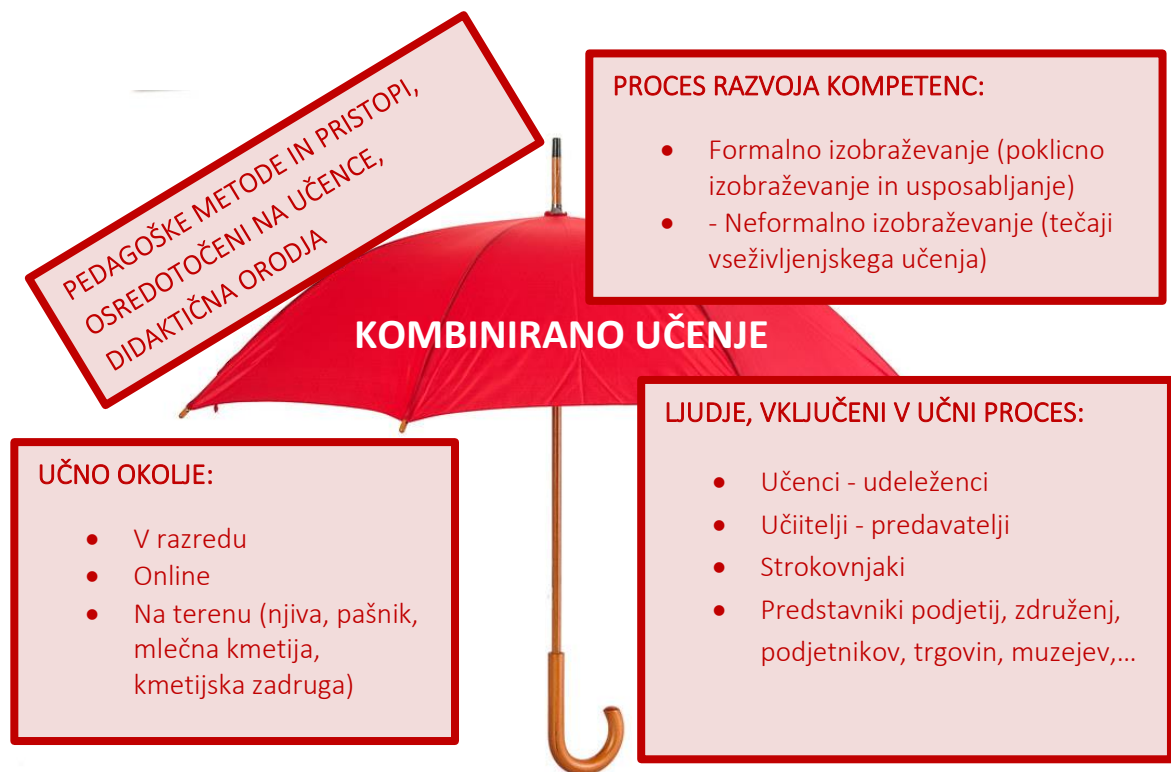 PEDAGOŠKE METODE IN PRISTOPI,
OSREDOTOČENI NA UČENCE,
DIDAKTIČNA ORODJA
PROCES RAZVOJA KOMPETENC:
• Formalno izobraževanje (poklicno
izobraževanje in usposabljanje)
• - Neformalno izobraževanje (tečaji
vseživljenjskega učenja)
KOMBINIRANO UČENJE
UČNO OKOLJE:
• V razredu
• Online
• Na terenu (njiva, pašnik,
mlečna kmetija,
kmetijska zadruga)
LJUDJE, VKLJUČENI V UČNI PROCES:
• Učenci - udeleženci
• Učiitelji - predavatelji
• Strokovnjaki
• Predstavniki podjetij, združenj,
podjetnikov, trgovin, muzejev,...